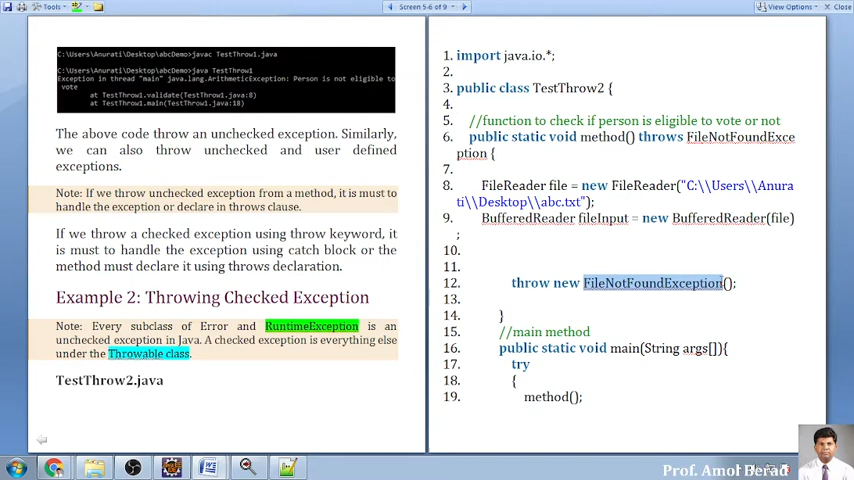 Tools
Screen 5-6 of 9
View Options
Close
C:\Users\Anurati\Desktop\abcDemo>javac TestThrow1.java
C:\Users\Anurati\Desktop\abcDemo>java TestThrow1
Exception in thread "main" java.lang.ArithmeticException: Person is not eligible to
vote
at TestThrow1.validate(TestThrow1.java:8)
at TestThrow1.main(TestThrow1.java:18)
The above code throw an unchecked exception. Similarly,
we can also throw unchecked and user defined
exceptions.
Note: If we throw unchecked exception from a method, it is must to
handle the exception or declare in throws clause.
If we throw a checked exception using throw keyword, it
is must to handle the exception using catch block or the
method must declare it using throws declaration.
Example 2: Throwing Checked Exception
Note: Every subclass of Error and RuntimeException is an
unchecked exception in Java. A checked exception is everything else
under the Throwable class.
TestThrow2.java
1. import java.io.*;
2.
3. public class TestThrow2 {
4.
5. //function to check if person is eligible to vote or not
6. public static void method() throws FileNotFoundExce
ption {
7.
8. FileReader file = new FileReader("C:\\Users\\Anura
ti\\Desktop\\abc.txt");
9. BufferedReader fileInput = new BufferedReader(file)
;
10.
11.
12. throw new FileNotFoundException();
13.
14. }
15. //main method
16. public static void main(String args[]){
17. try
18. {
19. method();
Prof. Amol Berad